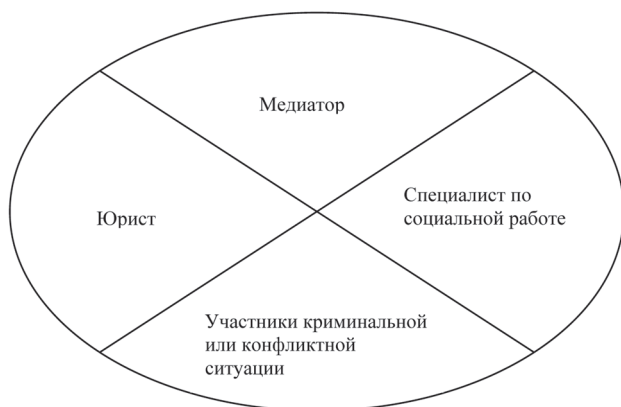 Медиатор
Юрист
Специалист по
социальной работе
Участники криминальной
или конфликтной
ситуации